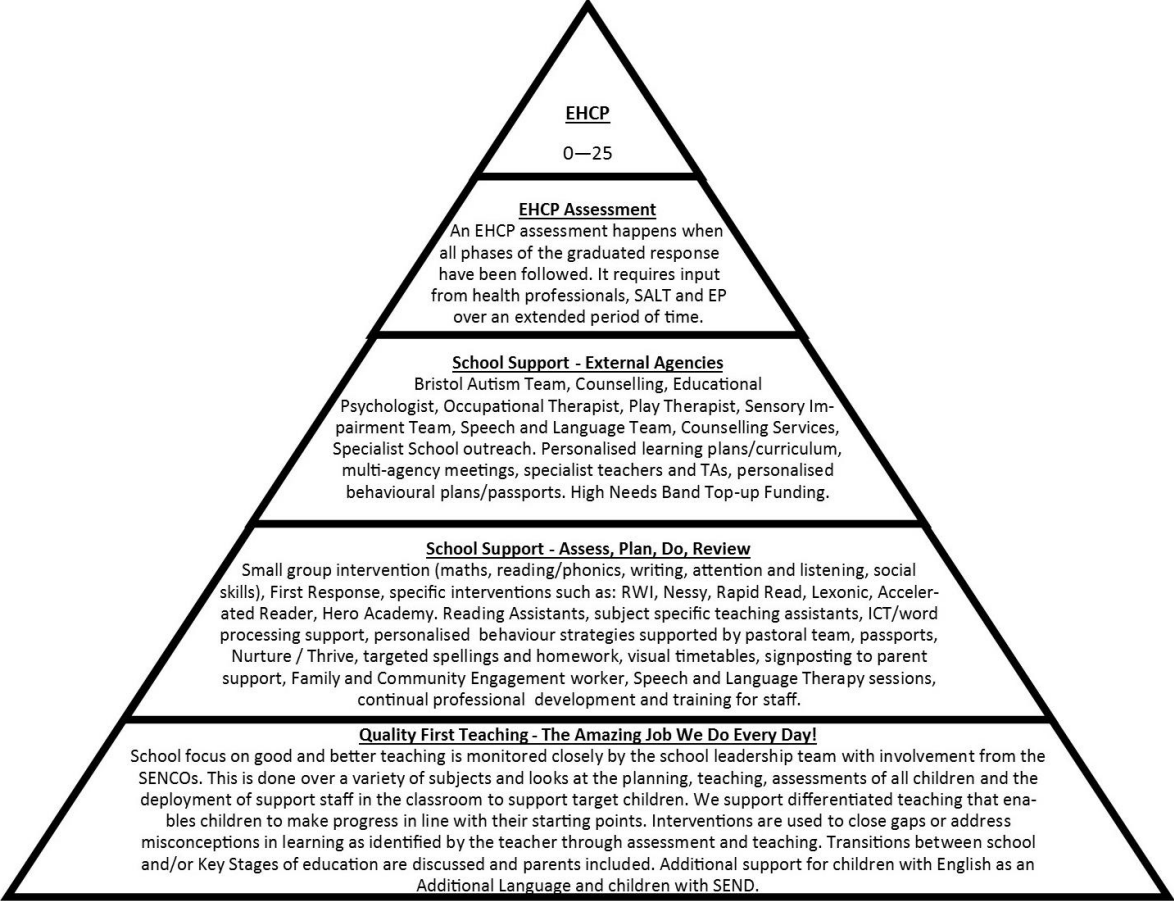 EHCP
0—25
EHCP Assessment
An EHCP assessment happens when
all phases of the graduated response
have been followed. It requires input
from health professionals, SALT and EP
over an extended period of time.
School Support - External Agencies
Bristol Autism Team, Counselling, Educational
Psychologist, Occupational Therapist, Play Therapist, Sensory Im-
pairment Team, Speech and Language Team, Counselling Services,
Specialist School outreach. Personalised learning plans/curriculum,
multi-agency meetings, specialist teachers and TAs, personalised
behavioural plans/passports. High Needs Band Top-up Funding.
School Support - Assess, Plan, Do, Review
Small group intervention (maths, reading/phonics, writing, attention and listening, social
skills), First Response, specific interventions such as: RWI, Nessy, Rapid Read, Lexonic, Acceler-
ated Reader, Hero Academy. Reading Assistants, subject specific teaching assistants, ICT/word
processing support, personalised  behaviour strategies supported by pastoral team, passports,
Nurture / Thrive, targeted spellings and homework, visual timetables, signposting to parent
support, Family and Community Engagement worker, Speech and Language Therapy sessions,
continual professional  development and training for staff.
Quality First Teaching - The Amazing Job We Do Every Day!
School focus on good and better teaching is monitored closely by the school leadership team with involvement from the
SENCOs. This is done over a variety of subjects and looks at the planning, teaching, assessments of all children and the
deployment of support staff in the classroom to support target children. We support differentiated teaching that ena-
bles children to make progress in line with their starting points. Interventions are used to close gaps or address
misconceptions in learning as identified by the teacher through assessment and teaching. Transitions between school
and/or Key Stages of education are discussed and parents included. Additional support for children with English as an
Additional Language and children with SEND.